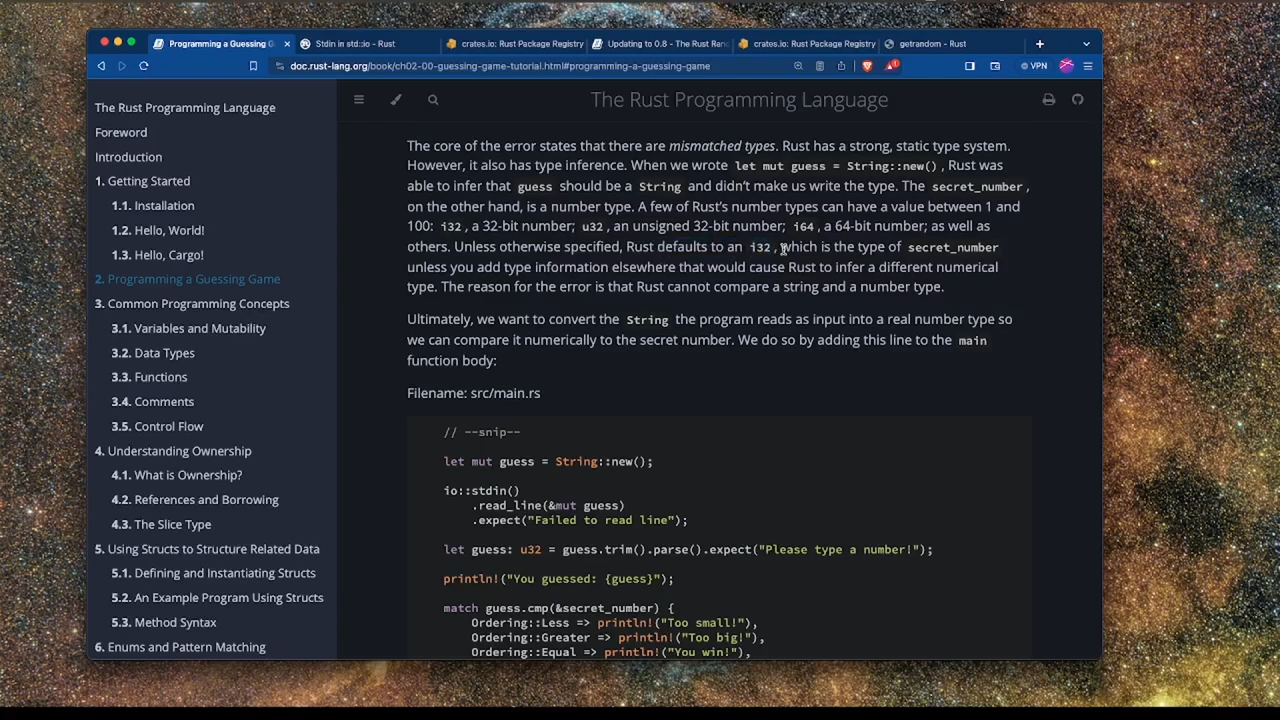 Programming a Guessing G
Stdin in std::io - Rust
crates.io: Rust Package Registry
Updating to 0.8 - The Rust Ran
crates.io: Rust Package Registry
getrandom - Rust
doc.rust-lang.org/book/ch02-00-guessing-game-tutorial.html#programming-a-guessing-game
VPN
The Rust Programming Language
Foreword
Introduction
1. Getting Started
1.1. Installation
1.2. Hello, World!
1.3. Hello, Cargo!
2. Programming a Guessing Game
3. Common Programming Concepts
3.1. Variables and Mutability
3.2. Data Types
3.3. Functions
3.4. Comments
3.5. Control Flow
4. Understanding Ownership
4.1. What is Ownership?
4.2. References and Borrowing
4.3. The Slice Type
5. Using Structs to Structure Related Data
5.1. Defining and Instantiating Structs
5.2. An Example Program Using Structs
5.3. Method Syntax
6. Enums and Pattern Matching
The Rust Programming Language
The core of the error states that there are mismatched types. Rust has a strong, static type system.
However, it also has type inference. When we wrote let mut guess = String::new(), Rust was
able to infer that guess should be a String and didn’t make us write the type. The secret_number,
on the other hand, is a number type. A few of Rust’s number types can have a value between 1 and
100: i32, a 32-bit number; u32, an unsigned 32-bit number; i64, a 64-bit number; as well as
others. Unless otherwise specified, Rust defaults to an i32, which is the type of secret_number
unless you add type information elsewhere that would cause Rust to infer a different numerical
type. The reason for the error is that Rust cannot compare a string and a number type.
Ultimately, we want to convert the String the program reads as input into a real number type so
we can compare it numerically to the secret number. We do so by adding this line to the main
function body:
Filename: src/main.rs
// --snip--
let mut guess = String::new();
io::stdin()
.read_line(&mut guess)
.expect("Failed to read line");
let guess: u32 = guess.trim().parse().expect("Please type a number!");
println!("You guessed: {guess}");
match guess.cmp(&secret_number) {
Ordering::Less => println!("Too small!"),
Ordering::Greater => println!("Too big!"),
Ordering::Equal => println!("You win!"),